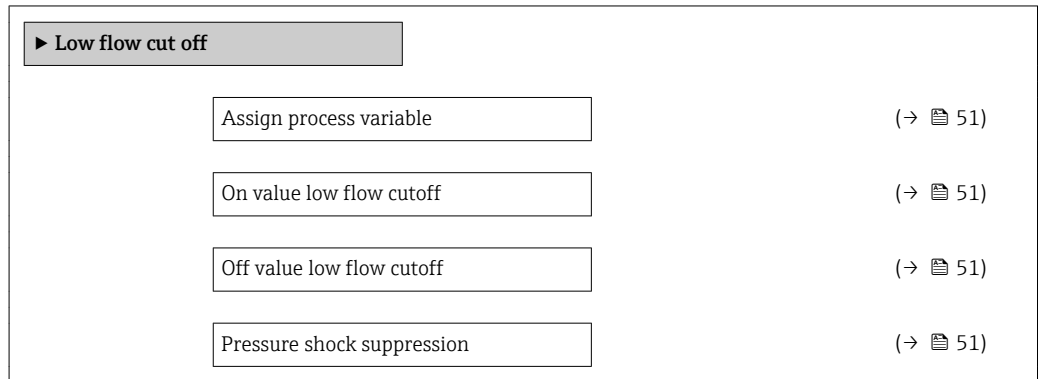 ► Low flow cut off
Assign process variable (→ 🖺 51)
On value low flow cutoff (→ 🖺 51)
Off value low flow cutoff (→ 🖺 51)
Pressure shock suppression (→ 🖺 51)